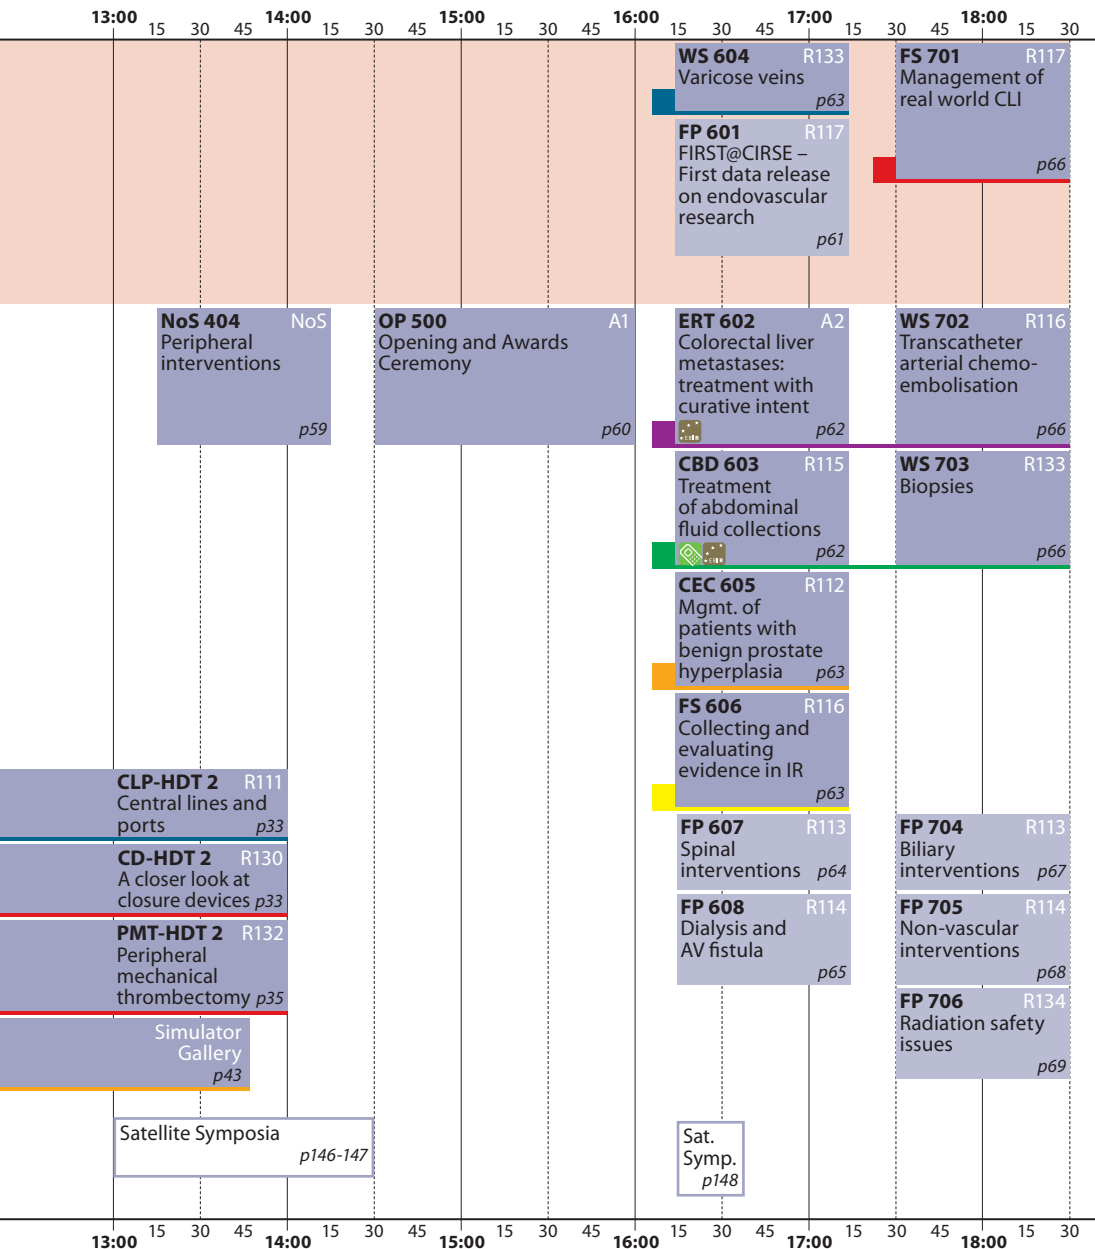 13:00 14:00 15:00 16:00 17:00 18:00
15 30 45 15 30 45 15 30 45 15 30 45 15 30 45 15 30
WS 604 R133
Varicose veins
p63
FP 601 R117
FIRST@CIRSE –
First data release
on endovascular
research
p61
FS 701 R117
Management of
real world CLI
p66
NoS 404 NoS
Peripheral
interventions
p59
OP 500 A1
Opening and Awards
Ceremony
p60
ERT 602 A2
Colorectal liver
metastases:
treatment with
curative intent
p62
WS 702 R116
Transcatheter
arterial chemo-
embolisation
p66
CBD 603 R115
Treatment
of abdominal
fluid collections
p62
WS 703 R133
Biopsies
p66
CEC 605 R112
Mgmt. of
patients with
benign prostate
hyperplasia p63
FS 606 R116
Collecting and
evaluating
evidence in IR
p63
CLP-HDT 2 R111
Central lines and
ports p33
CD-HDT 2 R130
A closer look at
closure devices p33
PMT-HDT 2 R132
Peripheral
mechanical
thrombectomy p35
Simulator
Gallery
p43
FP 607 R113
Spinal
interventions p64
FP 704 R113
Biliary
interventions p67
FP 608 R114
Dialysis and
AV fistula
p65
FP 705 R114
Non-vascular
interventions
p68
FP 706 R134
Radiation safety
issues
p69
Satellite Symposia
p146-147
Sat.
Symp.
p148
15 30 45 15 30 45 15 30 45 15 30 45 15 30 45 15 30
13:00 14:00 15:00 16:00 17:00 18:00